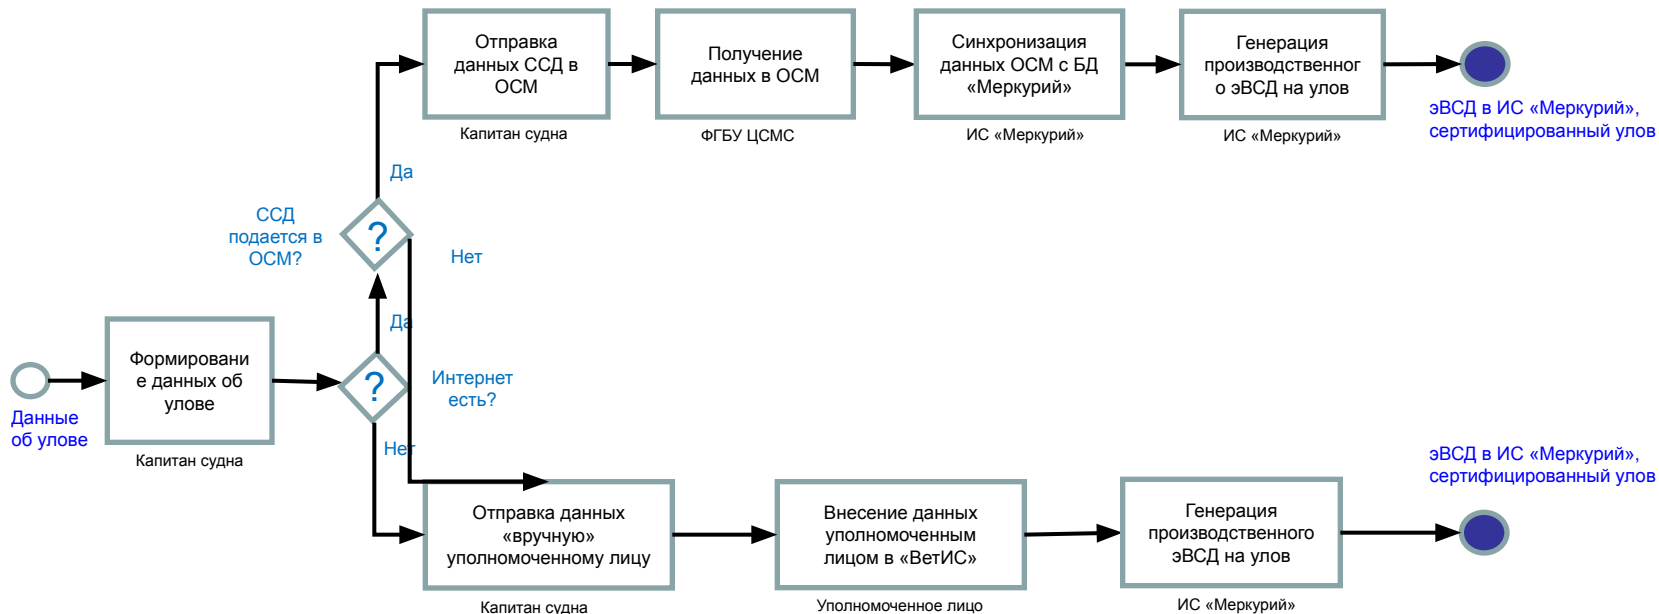 Отправка
данных ССД в
ОСМ
Капитан судна
Получение
данных в ОСМ
ФГБУ ЦСМС
Синхронизация
данных ОСМ с БД
«Меркурий»
ИС «Меркурий»
Генерация
производственног
о эВСД на улов
ИС «Меркурий»
эВСД в ИС «Меркурий»,
сертифицированный улов
Да
ССД
подается в
ОСМ?
?
Нет
Да
Данные
об улове
Формировани
е данных об
улове
Капитан судна
?
Интернет
есть?
Нет
Отправка данных
«вручную»
уполномоченному лицу
Капитан судна
Внесение данных
уполномоченным
лицом в «ВетИС»
Уполномоченное лицо
Генерация
производственного
эВСД на улов
ИС «Меркурий»
эВСД в ИС «Меркурий»,
сертифицированный улов